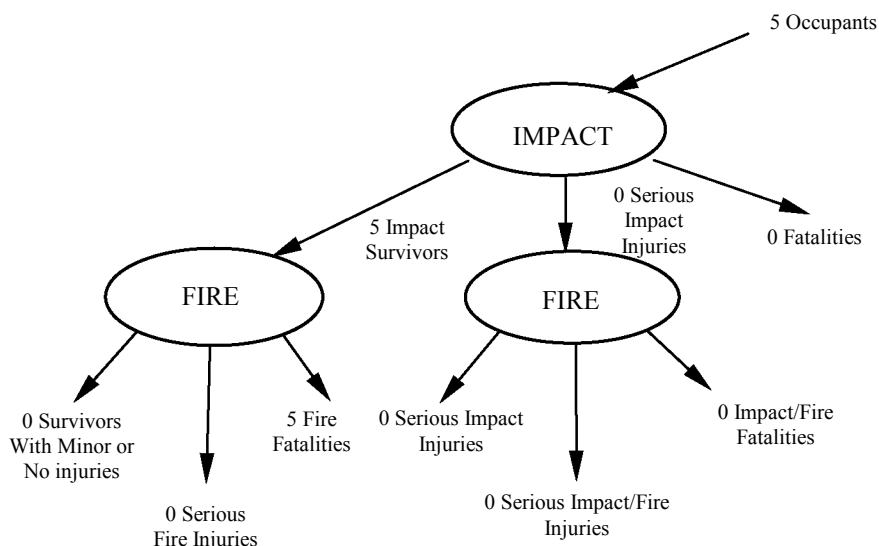 5 Occupants
IMPACT
5 Impact
Survivors
0 Serious
Impact
Injuries
0 Fatalities
FIRE
FIRE
0 Survivors
With Minor or
No injuries
5 Fire
Fatalities
0 Serious Impact
Injuries
0 Impact/Fire
Fatalities
0 Serious
Fire Injuries
0 Serious Impact/Fire
Injuries